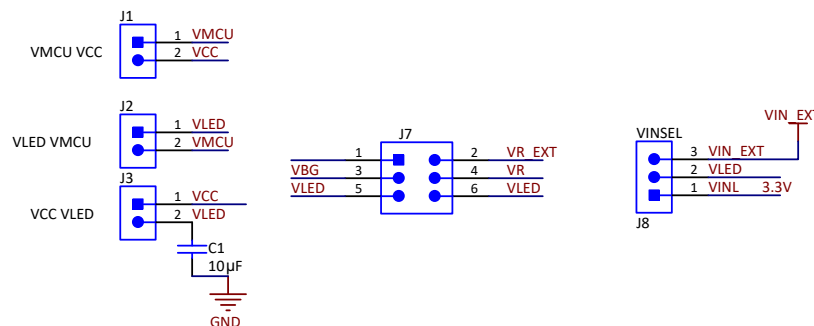 J1
VMCU VCC
1 VMCU
2 VCC
J2
VLED VMCU
1 VLED
2 VMCU
J3
VCC VLED
1 VCC
2 VLED
C1
10µF
GND
J7
1 2 VR_EXT
VBG 3 4 VR
VLED 5 6 VLED
VIN_EXT
VINSEL
3 VIN_EXT
2 VLED
1 VINL 3.3V
J8